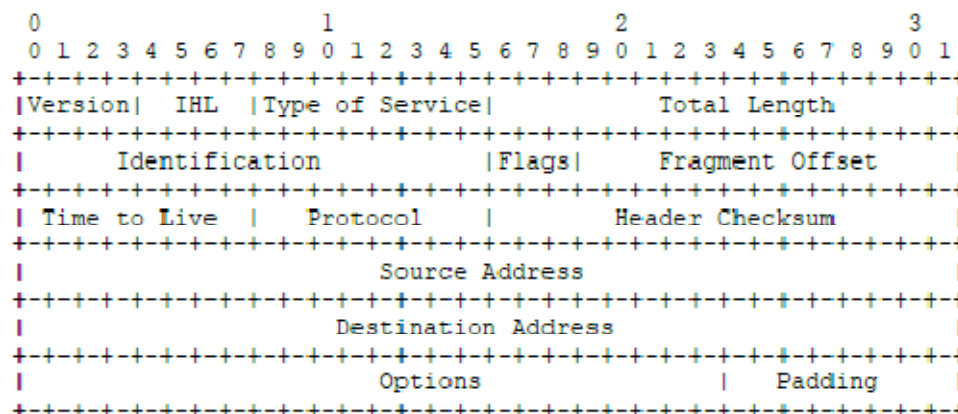 0                   1                   2                   3
0 1 2 3 4 5 6 7 8 9 0 1 2 3 4 5 6 7 8 9 0 1 2 3 4 5 6 7 8 9 0 1
+-+-+-+-+-+-+-+-+-+-+-+-+-+-+-+-+-+-+-+-+-+-+-+-+-+-+-+-+-+-+-+-
|Version|  IHL  |Type of Service|          Total Length         |
+-+-+-+-+-+-+-+-+-+-+-+-+-+-+-+-+-+-+-+-+-+-+-+-+-+-+-+-+-+-+-+-
|      Identification           |Flags|     Fragment Offset     |
+-+-+-+-+-+-+-+-+-+-+-+-+-+-+-+-+-+-+-+-+-+-+-+-+-+-+-+-+-+-+-+-
| Time to Live  |   Protocol    |        Header Checksum        |
+-+-+-+-+-+-+-+-+-+-+-+-+-+-+-+-+-+-+-+-+-+-+-+-+-+-+-+-+-+-+-+-
|                        Source Address                         |
+-+-+-+-+-+-+-+-+-+-+-+-+-+-+-+-+-+-+-+-+-+-+-+-+-+-+-+-+-+-+-+-
|                     Destination Address                       |
+-+-+-+-+-+-+-+-+-+-+-+-+-+-+-+-+-+-+-+-+-+-+-+-+-+-+-+-+-+-+-+-
|                        Options                |    Padding    |
+-+-+-+-+-+-+-+-+-+-+-+-+-+-+-+-+-+-+-+-+-+-+-+-+-+-+-+-+-+-+-+-